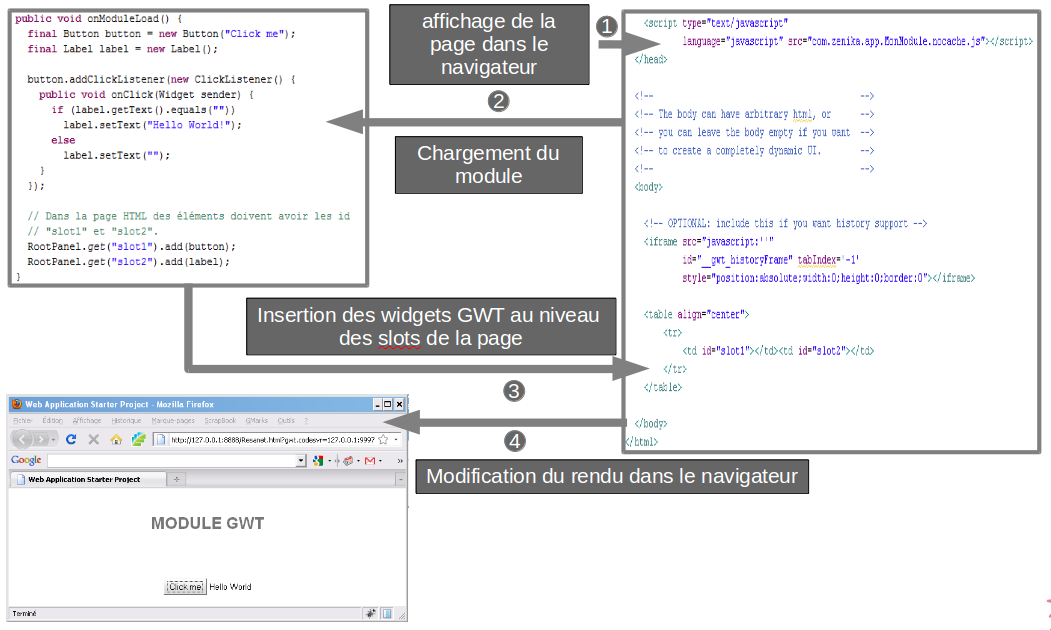 public void onModuleLoad() {
final Button button = new Button("Click me");
final Label label = new Label();
button.addClickListener(new ClickListener() {
public void onClick(Widget sender) {
if (label.getText().equals(""))
label.setText("Hello World!");
else
label.setText("");
}
});
// Dans la page HTML des éléments doivent avoir les id
// "slot1" et "slot2".
RootPanel.get("slot1").add(button);
RootPanel.get("slot2").add(label);
}
affichage de la
page dans le
navigateur
1
2
Chargement du
module
<script type="text/javascript"
language="javascript" src="com.zenika.app.MonModule.nocache.js"></script>
</head>
<!-- -->
<!-- The body can have arbitrary html, or -->
<!-- you can leave the body empty if you want -->
<!-- to create a completely dynamic UI. -->
<!-- -->
<body>
<!-- OPTIONAL: include this if you want history support -->
<iframe src="javascript:''"
id="__gwt_historyFrame" tabIndex='-1'
style="position:absolute;width:0;height:0;border:0"></iframe>
<table align="center">
<tr>
<td id="slot1"></td><td id="slot2"></td>
</tr>
</table>
</body>
</html>
Insertion des widgets GWT au niveau
des slots de la page
3
4
Modification du rendu dans le navigateur
Web Application Starter Project - Mozilla Firefox
Fichier Edition Affichage Historique Marque-pages ScrapBook GMarks Outils ?
http://127.0.0.1:8888/Resanet.html?gwt.codesvr=127.0.0.1:9997
Google
Web Application Starter Project
MODULE GWT
Click me Hello World
Terminé